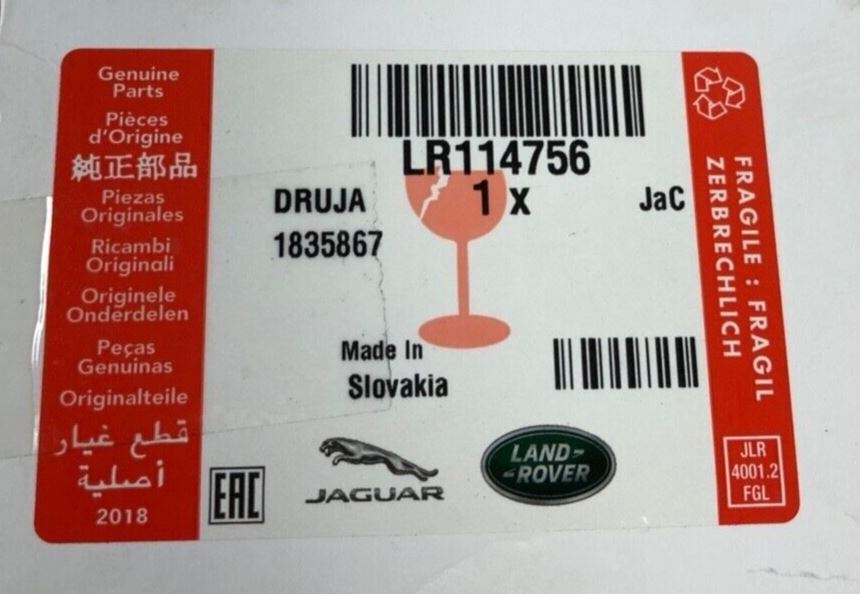 Genuine
Parts
Pièces
d'Origine
純正部品
Piezas
Originales
Ricambi
Originali
Originele
Onderdelen
Peças
Genuinas
Originalteile
قطع غيار
أصلية
2018
LR114756
DRUJA
1 x
JaC
1835867
Made In
Slovakia
EAC
JAGUAR
LAND-
-ROVER
FRAGILE : FRAGIL
ZERBRECHLICH
JLR
4001.2
FGL